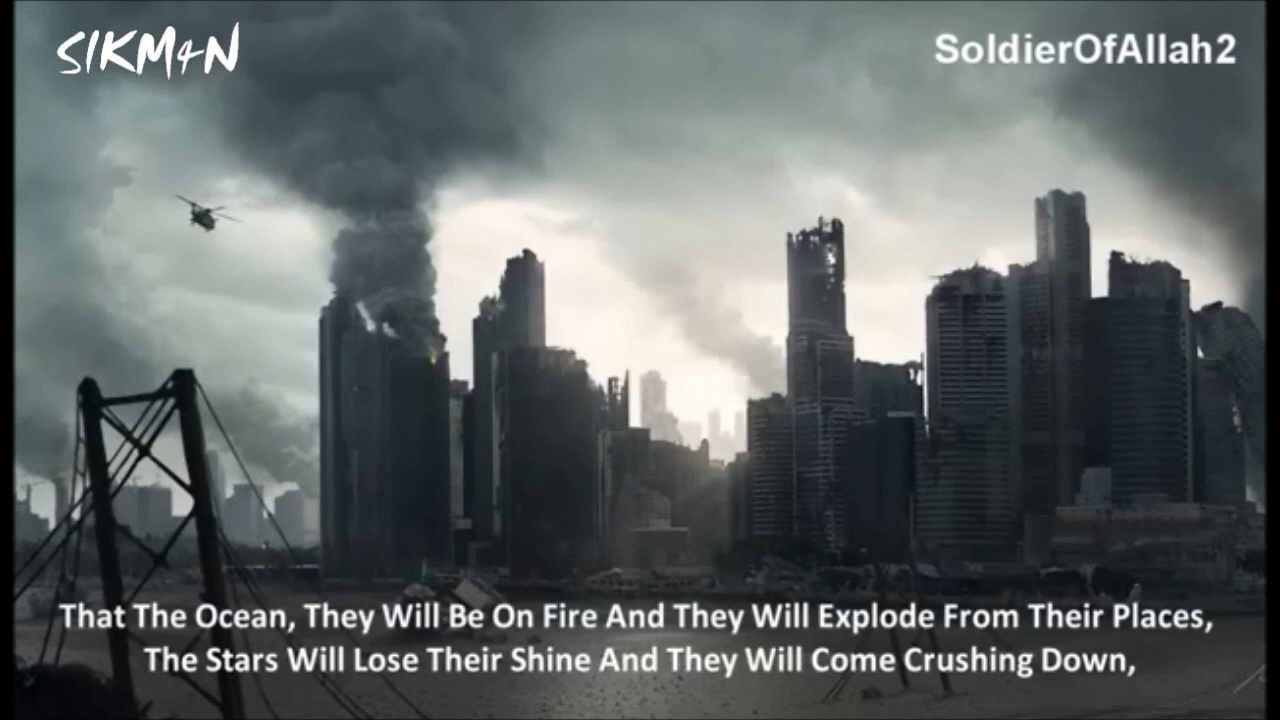 SIKM4N
SoldierOfAllah2
That The Ocean, They Will Be On Fire And They Will Explode From Their Places,
The Stars Will Lose Their Shine And They Will Come Crushing Down,